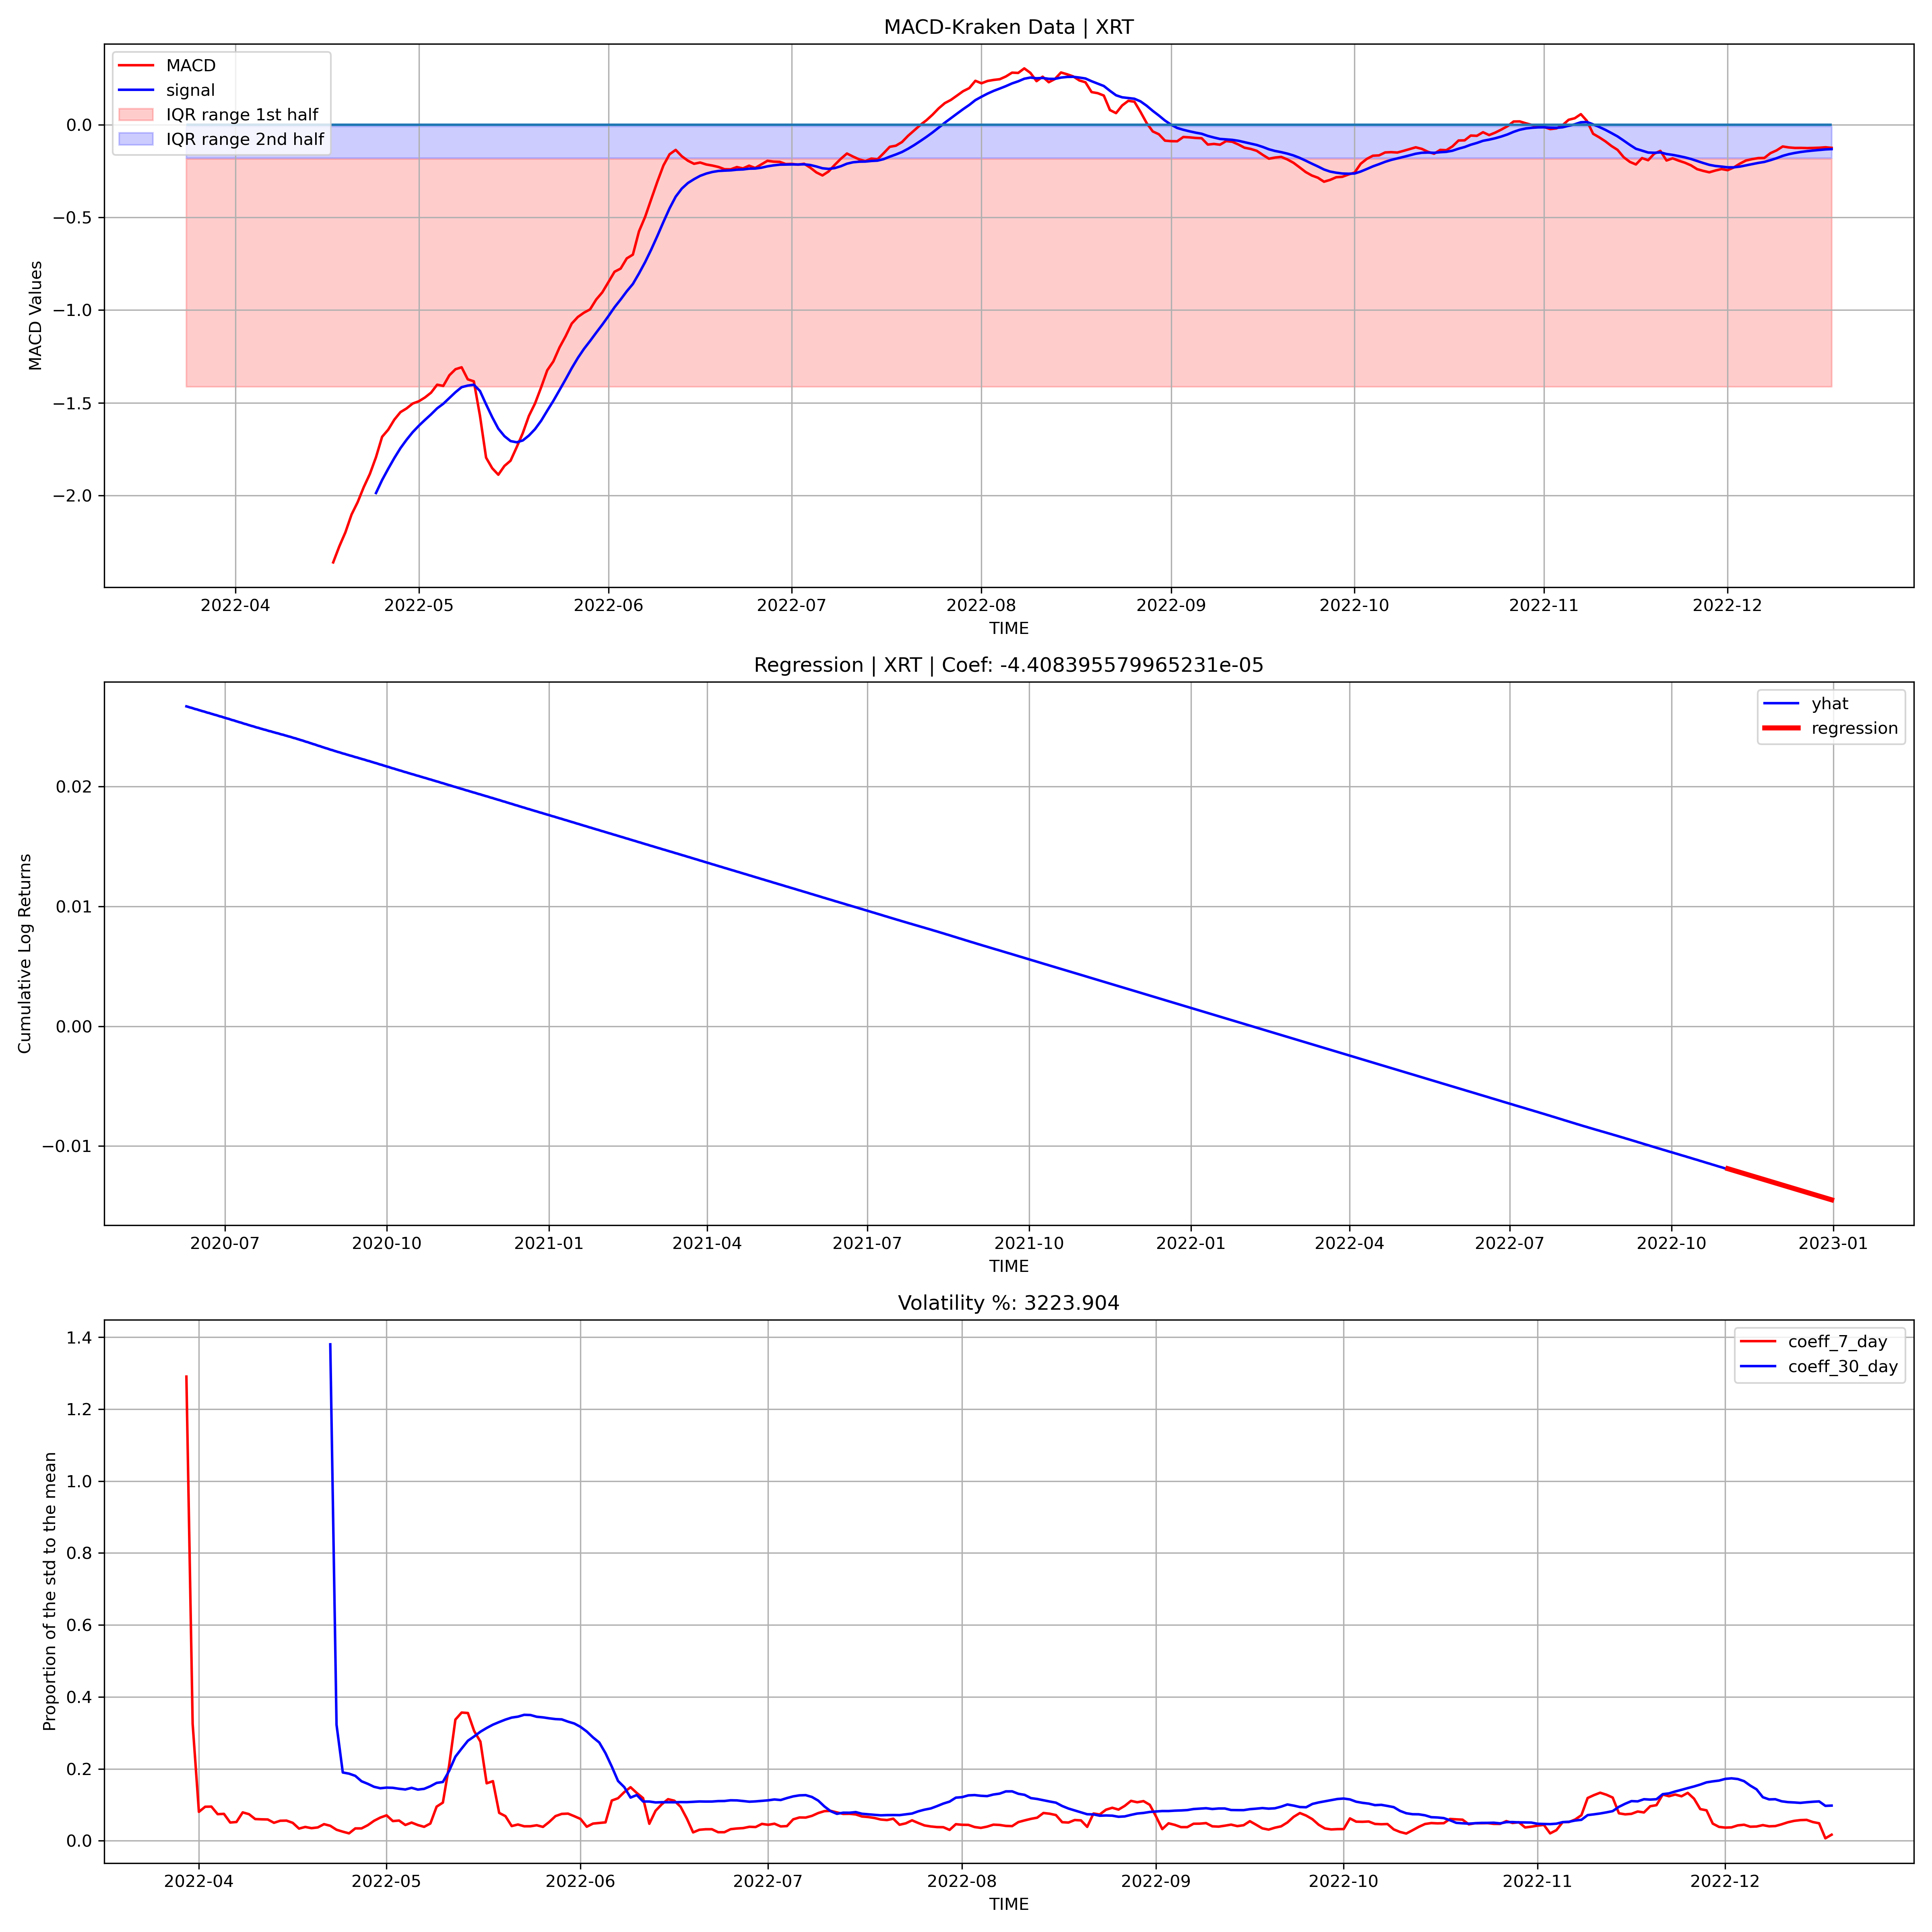 MACD-Kraken Data | XRT
MACD
signal
IQR range 1st half
IQR range 2nd half
MACD Values
0.0
−0.5
−1.0
−1.5
−2.0
2022-04 2022-05 2022-06 2022-07 2022-08 2022-09 2022-10 2022-11 2022-12
TIME
Regression | XRT | Coef: -4.408395579965231e-05
yhat
regression
Cumulative Log Returns
0.02
0.01
0.00
−0.01
2020-07 2020-10 2021-01 2021-04 2021-07 2021-10 2022-01 2022-04 2022-07 2022-10 2023-01
TIME
Volatility %: 3223.904
coeff_7_day
coeff_30_day
Proportion of the std to the mean
1.4
1.2
1.0
0.8
0.6
0.4
0.2
0.0
2022-04 2022-05 2022-06 2022-07 2022-08 2022-09 2022-10 2022-11 2022-12
TIME